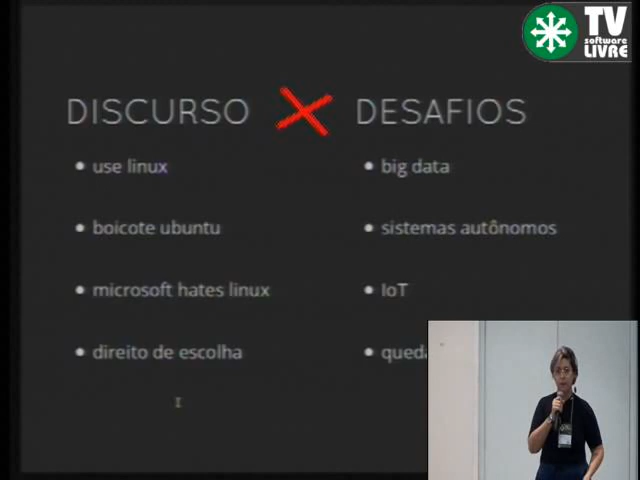 TV
software
LIVRE
DISCURSO
DESAFIOS
use linux
boicote ubuntu
microsoft hates linux
direito de escolha
big data
sistemas autônomos
IoT